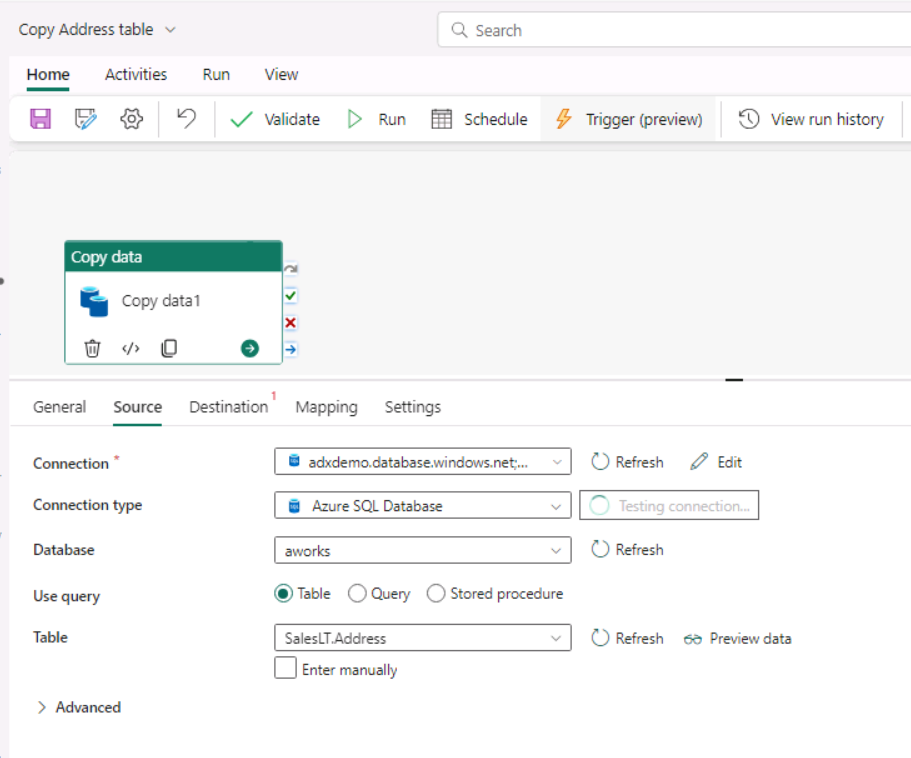 Copy Address table
Search
Home Activities Run View
Validate Run Schedule Trigger (preview) View run history
Copy data
Copy data1
General Source Destination 1 Mapping Settings
Connection * adxdemo.database.windows.net;... Refresh Edit
Connection type Azure SQL Database Testing connection...
Database aworks Refresh
Use query Table Query Stored procedure
Table SalesLT.Address Refresh Preview data
Enter manually
Advanced